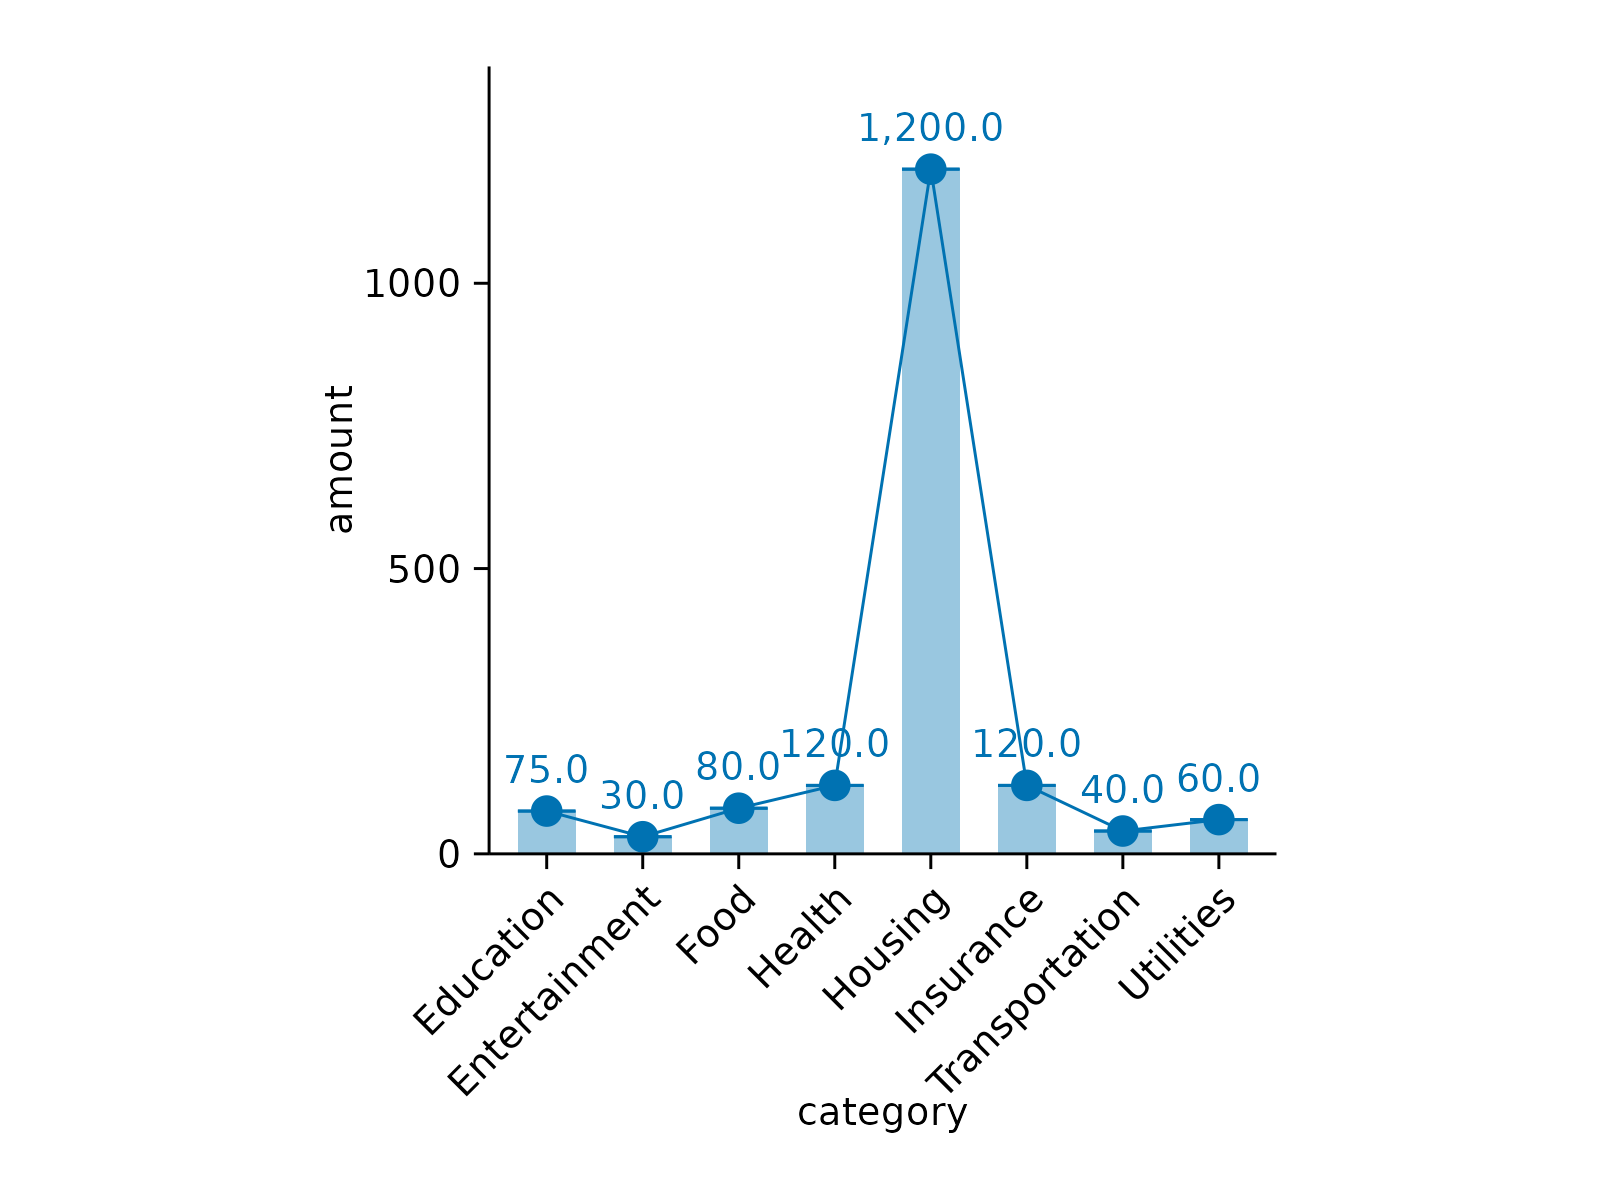 1,200.0
1000
amount
500
120.0
120.0
75.0
80.0
60.0
30.0
40.0
0
Education
Entertainment
Food
Health
Housing
Insurance
Transportation
Utilities
category